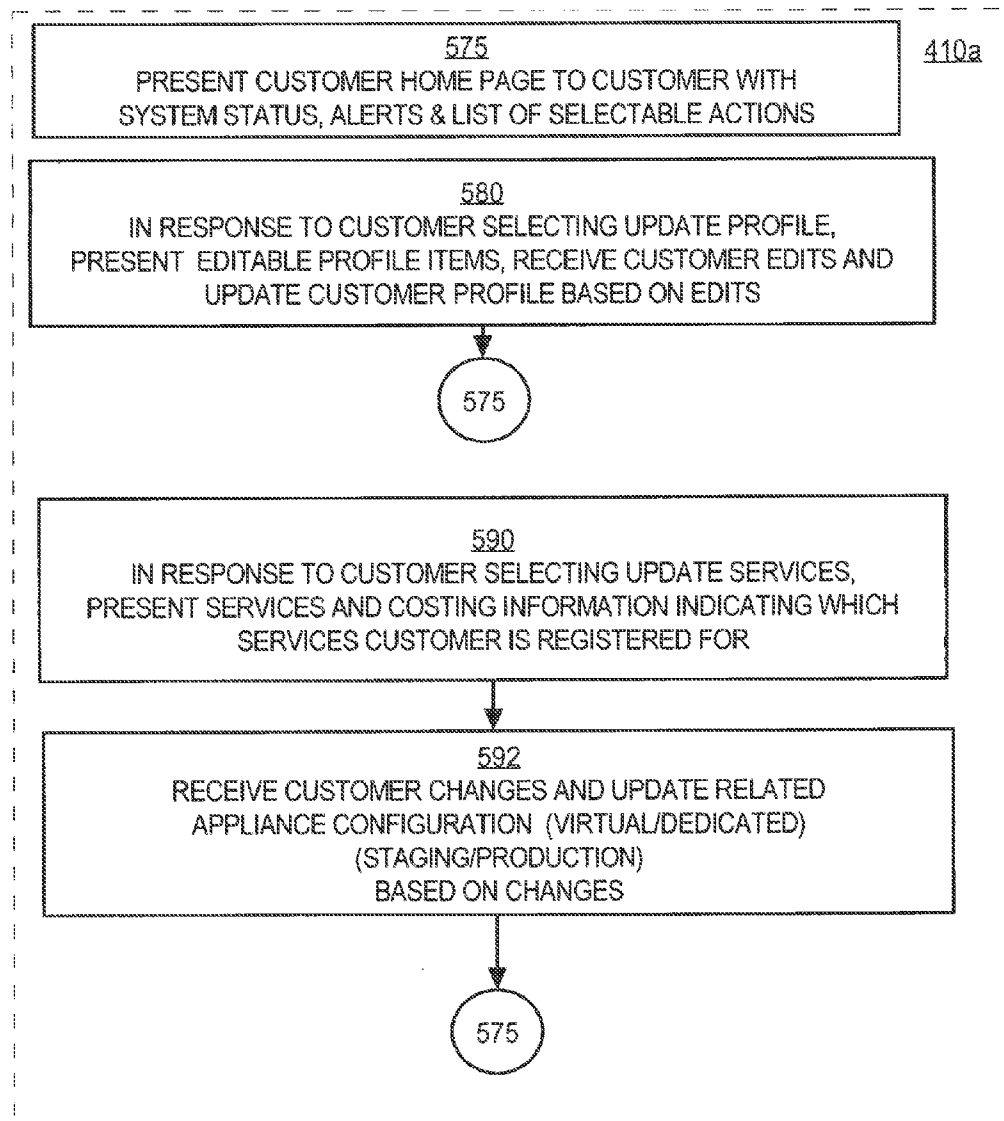 575
410a
PRESENT CUSTOMER HOME PAGE TO CUSTOMER WITH
SYSTEM STATUS, ALERTS & LIST OF SELECTABLE ACTIONS
580
IN RESPONSE TO CUSTOMER SELECTING UPDATE PROFILE,
PRESENT EDITABLE PROFILE ITEMS, RECEIVE CUSTOMER EDITS AND
UPDATE CUSTOMER PROFILE BASED ON EDITS
575
590
IN RESPONSE TO CUSTOMER SELECTING UPDATE SERVICES,
PRESENT SERVICES AND COSTING INFORMATION INDICATING WHICH
SERVICES CUSTOMER IS REGISTERED FOR
592
RECEIVE CUSTOMER CHANGES AND UPDATE RELATED
APPLIANCE CONFIGURATION (VIRTUAL/DEDICATED)
(STAGING/PRODUCTION)
BASED ON CHANGES
575